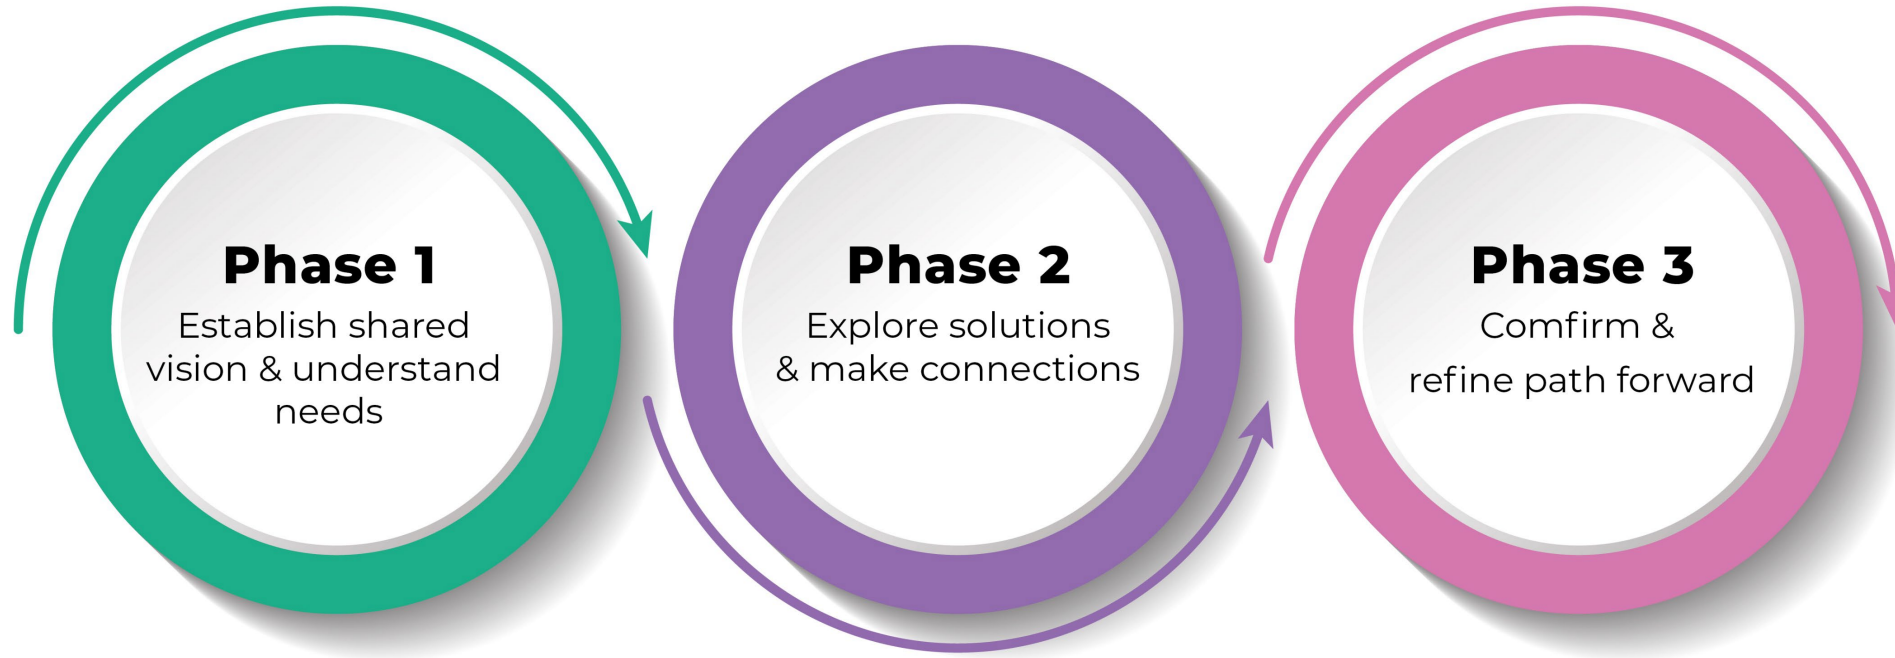 Phase 1
Establish shared
vision & understand
needs
Phase 2
Explore solutions
& make connections
Phase 3
Comfirm &
refine path forward